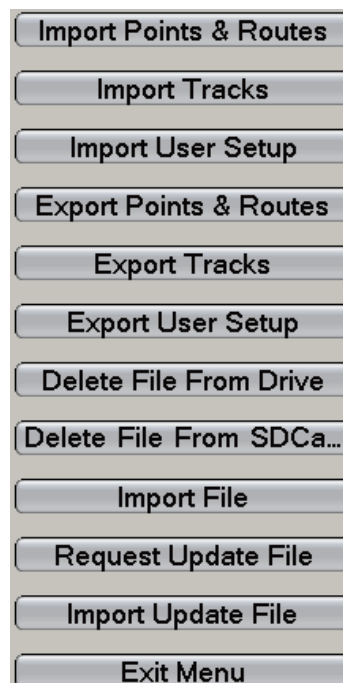 Import Points & Routes
Import Tracks
Import User Setup
Export Points & Routes
Export Tracks
Export User Setup
Delete File From Drive
Delete File From SDCa...
Import File
Request Update File
Import Update File
Exit Menu